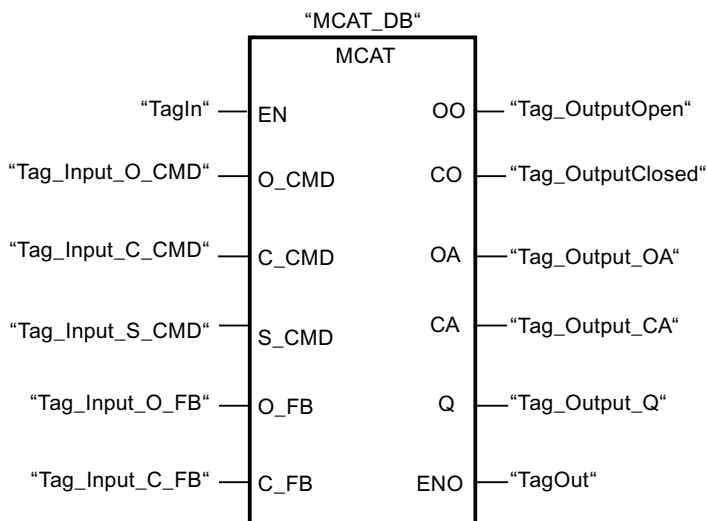 “MCAT_DB“
MCAT
“TagIn“ EN OO “Tag_OutputOpen“
“Tag_Input_O_CMD“ O_CMD CO “Tag_OutputClosed“
“Tag_Input_C_CMD“ C_CMD OA “Tag_Output_OA“
“Tag_Input_S_CMD“ S_CMD CA “Tag_Output_CA“
“Tag_Input_O_FB“ O_FB Q “Tag_Output_Q“
“Tag_Input_C_FB“ C_FB ENO “TagOut“